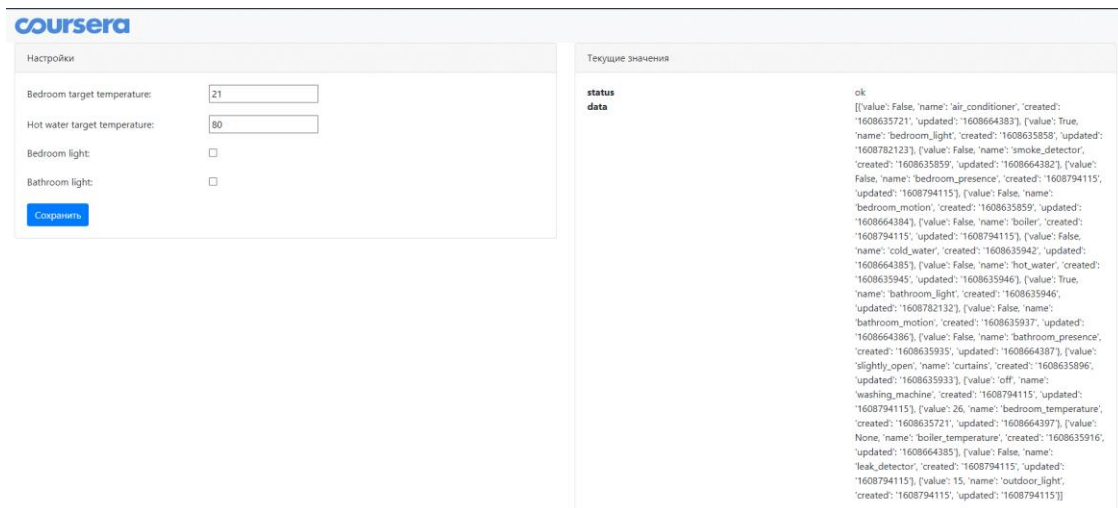 coursera
Настройки
Bedroom target temperature:
21
Hot water target temperature:
80
Bedroom light:
Bathroom light:
Сохранить
Текущие значения
status
ok
data
[{'value': False, 'name': 'air_conditioner', 'created':
'1608635721', 'updated': '1608664383'}, {'value': True,
'name': 'bedroom_light', 'created': '1608635858', 'updated':
'1608782123'}, {'value': False, 'name': 'smoke_detector',
'created': '1608635859', 'updated': '1608664382'}, {'value':
False, 'name': 'bedroom_presence', 'created': '1608794115',
'updated': '1608794115'}, {'value': False, 'name':
'bedroom_motion', 'created': '1608635859', 'updated':
'1608664384'}, {'value': False, 'name': 'boiler', 'created':
'1608794115', 'updated': '1608794115'}, {'value': False,
'name': 'cold_water', 'created': '1608635942', 'updated':
'1608664385'}, {'value': False, 'name': 'hot_water', 'created':
'1608635945', 'updated': '1608635946'}, {'value': True,
'name': 'bathroom_light', 'created': '1608635946',
'updated': '1608782132'}, {'value': False, 'name':
'bathroom_motion', 'created': '1608635937', 'updated':
'1608664386'}, {'value': False, 'name': 'bathroom_presence',
'created': '1608635935', 'updated': '1608664387'}, {'value':
'slightly_open', 'name': 'curtains', 'created': '1608635896',
'updated': '1608635933'}, {'value': 'off', 'name':
'washing_machine', 'created': '1608794115', 'updated':
'1608794115'}, {'value': 26, 'name': 'bedroom_temperature',
'created': '1608635721', 'updated': '1608664397'}, {'value':
None, 'name': 'boiler_temperature', 'created': '1608635916',
'updated': '1608664385'}, {'value': False, 'name':
'leak_detector', 'created': '1608794115', 'updated':
'1608794115'}, {'value': 15, 'name': 'outdoor_light',
'created': '1608794115', 'updated': '1608794115'}]